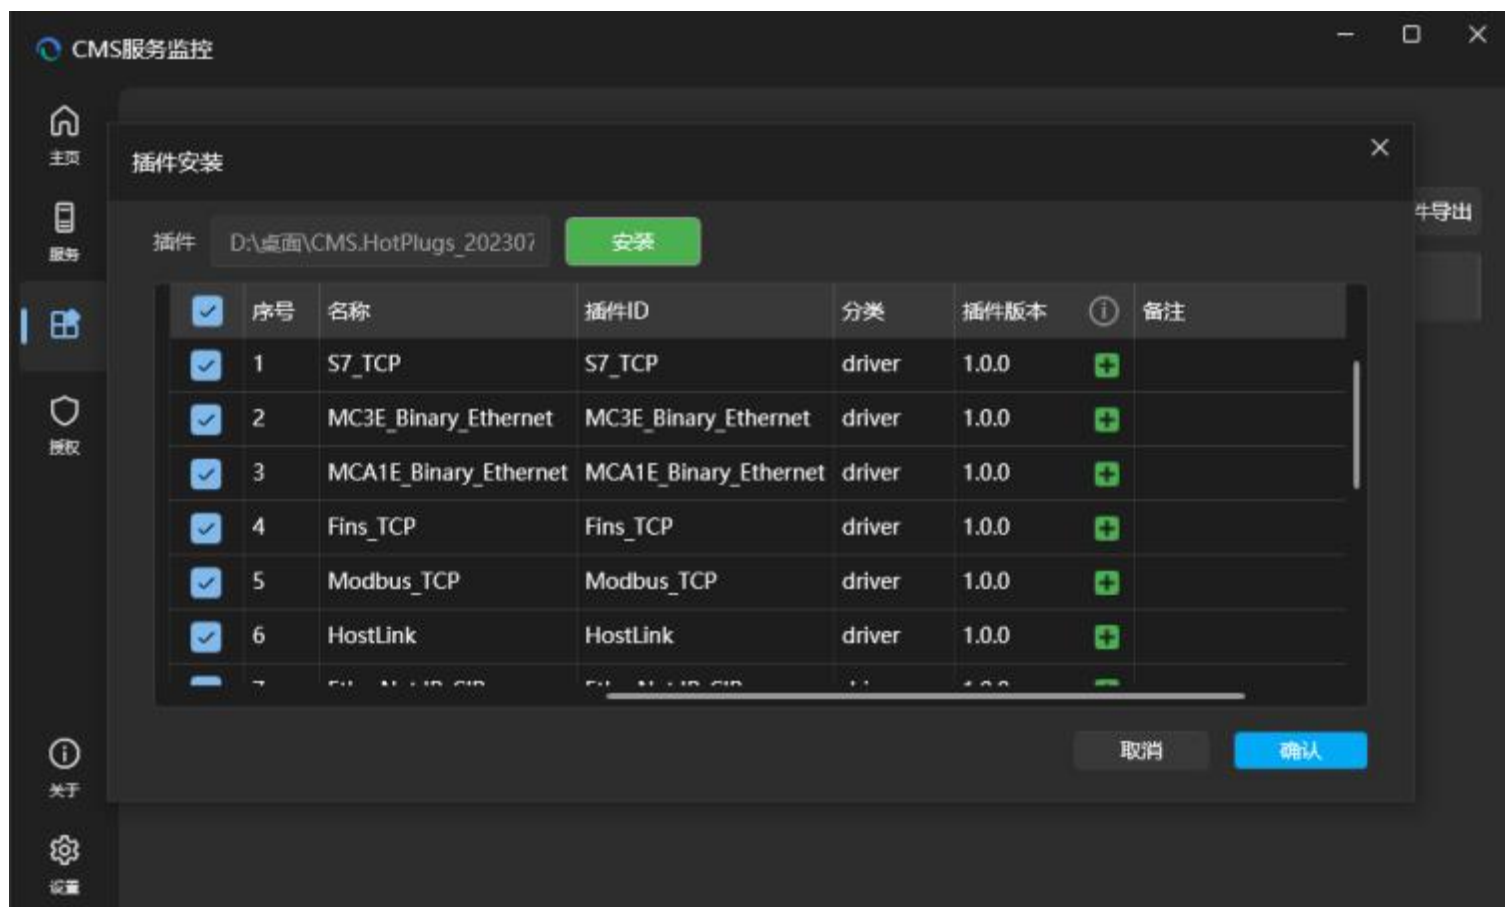 CMS服务监控
主页
插件安装
服务
件导出
插件 D:\桌面\CMS.HotPlugs_202307 安装
序号 名称 插件ID 分类 插件版本 备注
1 S7_TCP S7_TCP driver 1.0.0
2 MC3E_Binary_Ethernet MC3E_Binary_Ethernet driver 1.0.0
授权
3 MCA1E_Binary_Ethernet MCA1E_Binary_Ethernet driver 1.0.0
4 Fins_TCP Fins_TCP driver 1.0.0
5 Modbus_TCP Modbus_TCP driver 1.0.0
6 HostLink HostLink driver 1.0.0
取消 确认
关于
设置